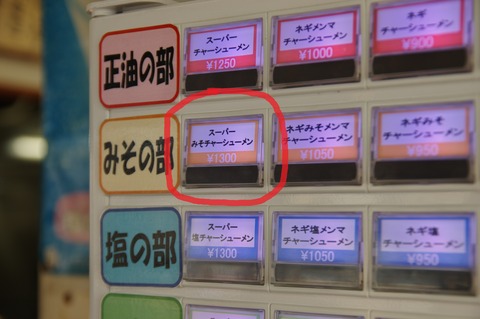 正油の部
スーパー
チャーシューメン
¥1250
ネギメンマ
チャーシューメン
¥1000
ネギ
チャーシューメン
¥900
みその部
スーパー
みそチャーシューメン
¥1300
ネギみそメンマ
チャーシューメン
¥1050
ネギみそ
チャーシューメン
¥950
塩の部
スーパー
塩チャーシューメン
¥1300
ネギ塩メンマ
チャーシューメン
¥1050
ネギ塩
チャーシューメン
¥950